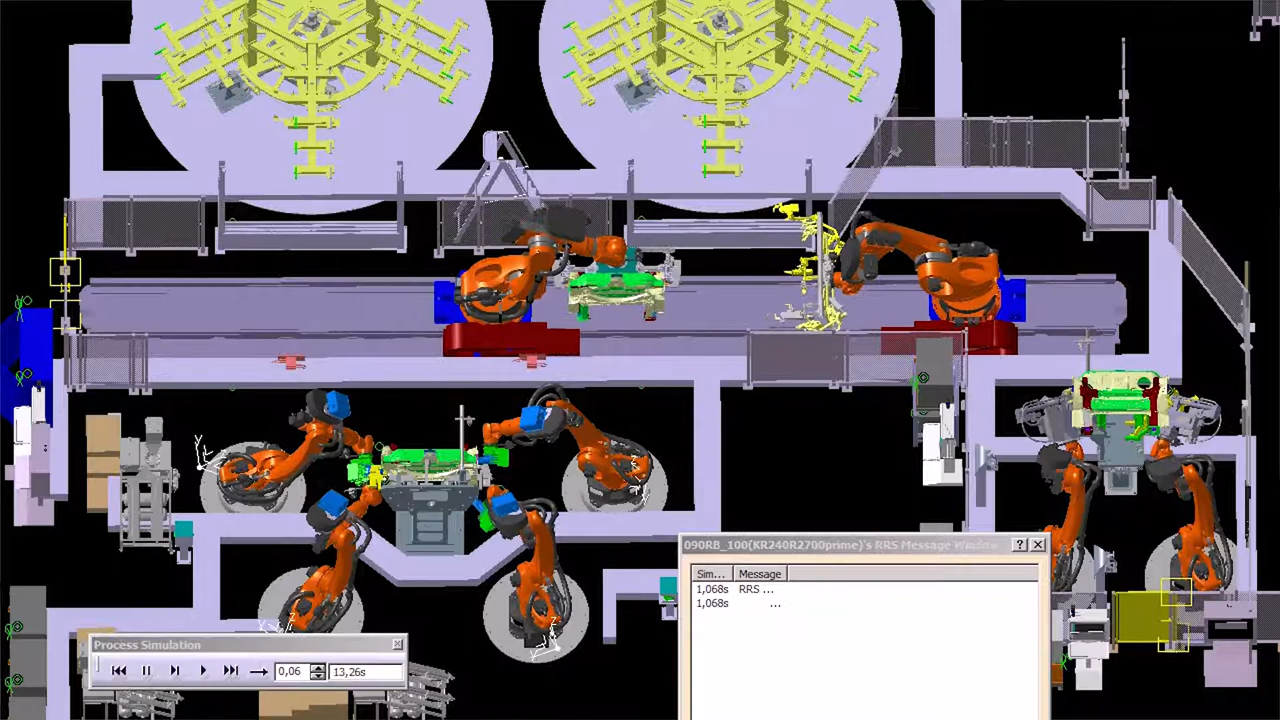 090RB_100(KR240R2700prime)'s RRS Message Window
Sim... Message
1,068s RRS ...
1,068s ...
Process Simulation
0,06 13,26s